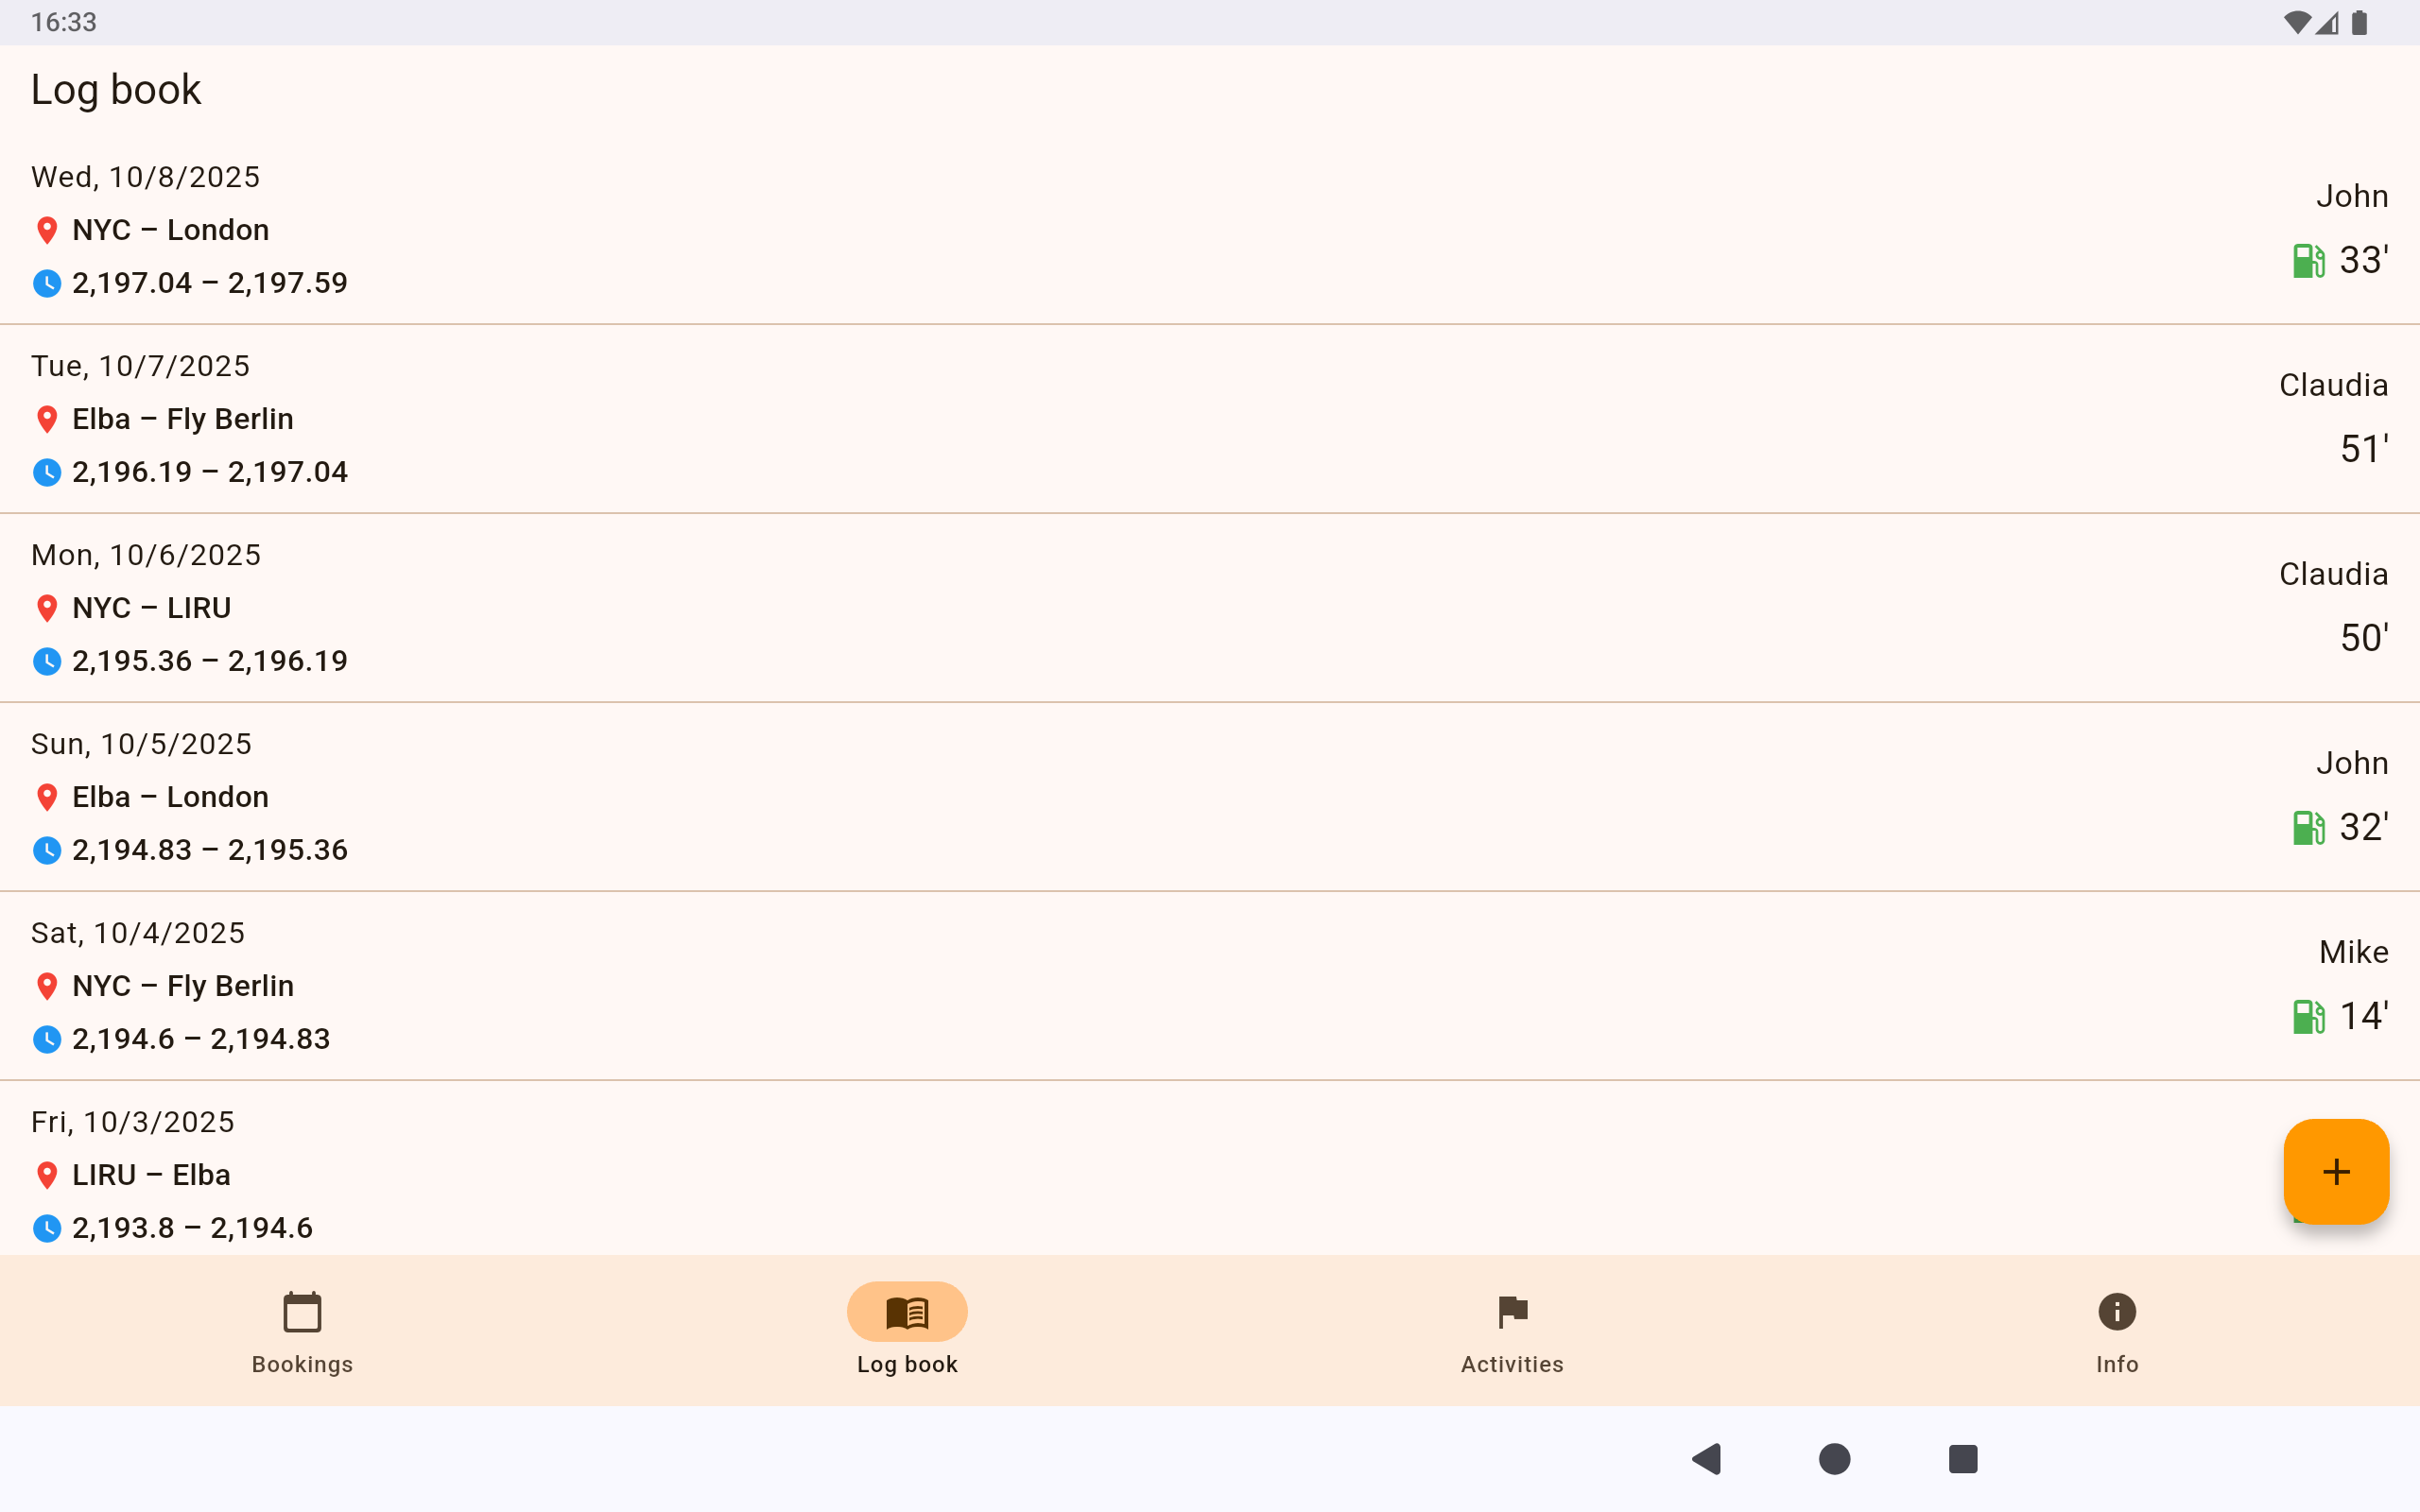 16:33
Log book
Wed, 10/8/2025
NYC – London
2,197.04 – 2,197.59
John
33'
Tue, 10/7/2025
Elba – Fly Berlin
2,196.19 – 2,197.04
Claudia
51'
Mon, 10/6/2025
NYC – LIRU
2,195.36 – 2,196.19
Claudia
50'
Sun, 10/5/2025
Elba – London
2,194.83 – 2,195.36
John
32'
Sat, 10/4/2025
NYC – Fly Berlin
2,194.6 – 2,194.83
Mike
14'
Fri, 10/3/2025
LIRU – Elba
2,193.8 – 2,194.6
Bookings
Log book
Activities
Info